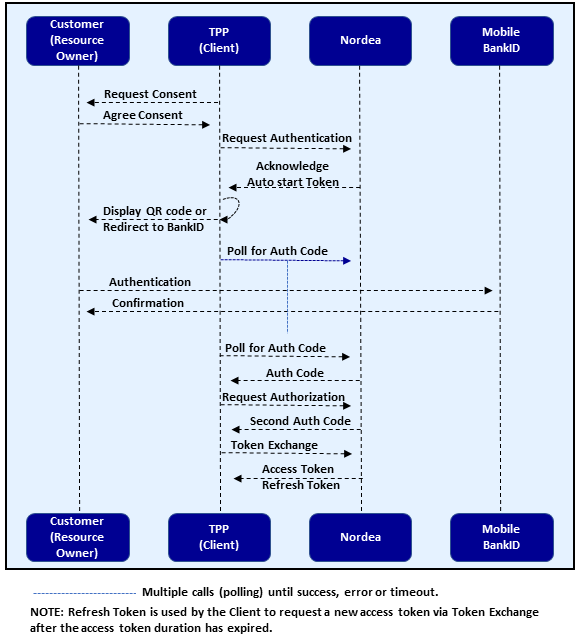 Customer
(Resource
Owner)
TPP
(Client)
Nordea
Mobile
BankID
Request Consent
Agree Consent
Request Authentication
Acknowledge
Auto start Token
Display QR code or
Redirect to BankID
Poll for Auth Code
Authentication
Confirmation
Poll for Auth Code
Auth Code
Request Authorization
Second Auth Code
Token Exchange
Access Token
Refresh Token
Customer
(Resource
Owner)
TPP
(Client)
Nordea
Mobile
BankID
Multiple calls (polling) until success, error or timeout.
NOTE: Refresh Token is used by the Client to request a new access token via Token Exchange
after the access token duration has expired.